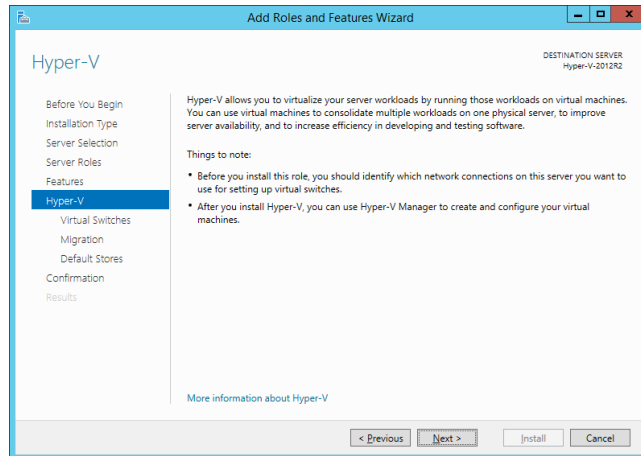 Add Roles and Features Wizard
Hyper-V
DESTINATION SERVER
Hyper-V-2012R2
Before You Begin
Installation Type
Server Selection
Server Roles
Features
Hyper-V
Virtual Switches
Migration
Default Stores
Confirmation
Results
Hyper-V allows you to virtualize your server workloads by running those workloads on virtual machines.
You can use virtual machines to consolidate multiple workloads on one physical server, to improve
server availability, and to increase efficiency in developing and testing software.
Things to note:
• Before you install this role, you should identify which network connections on this server you want to
use for setting up virtual switches.
• After you install Hyper-V, you can use Hyper-V Manager to create and configure your virtual
machines.
More information about Hyper-V
< Previous Next > Install Cancel